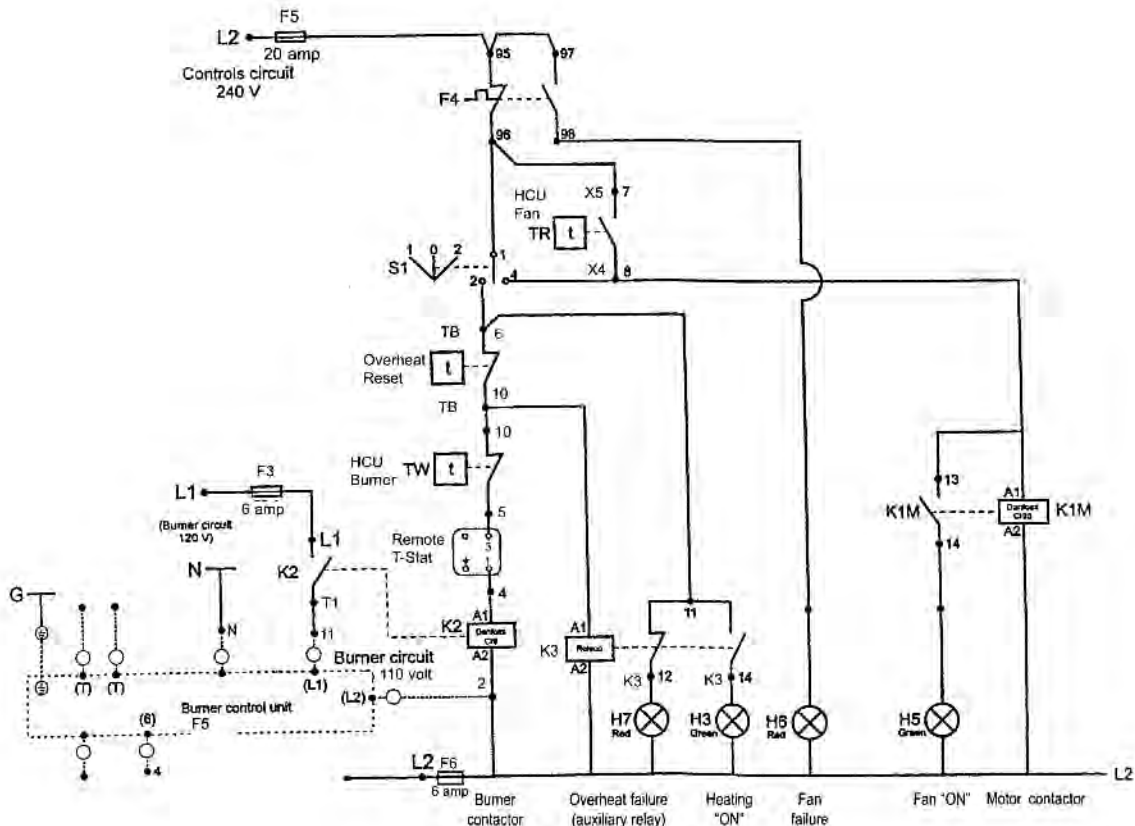 F5
L2
20 amp
Controls circuit
240 V
95
97
F4
96
98
HCU
Fan
X5
7
TR
t
X4
8
1 0 2
S1
1
2
4
TB
6
Overheat
Reset
t
10
TB
10
HCU
Burner
TW
t
5
F3
L1
6 amp
(Burner circuit
120 V)
L1
Remote
T-Stat
3
4
N
K2
G
T1
11
N
K2
A1
Danfoss
A2
Burner circuit
110 volt
(L1)
(L2)
2
Burner control unit
F5
(6)
4
K3
A1
A2
11
K3
12
K3
14
H7
Red
H3
Green
H6
Red
H5
Green
13
K1M
14
A1
Danfoss
A2
K1M
L2
F6
6 amp
L2
Burner
contactor
Overheat failure
(auxiliary relay)
Heating
"ON"
Fan
failure
Fan "ON"
Motor contactor